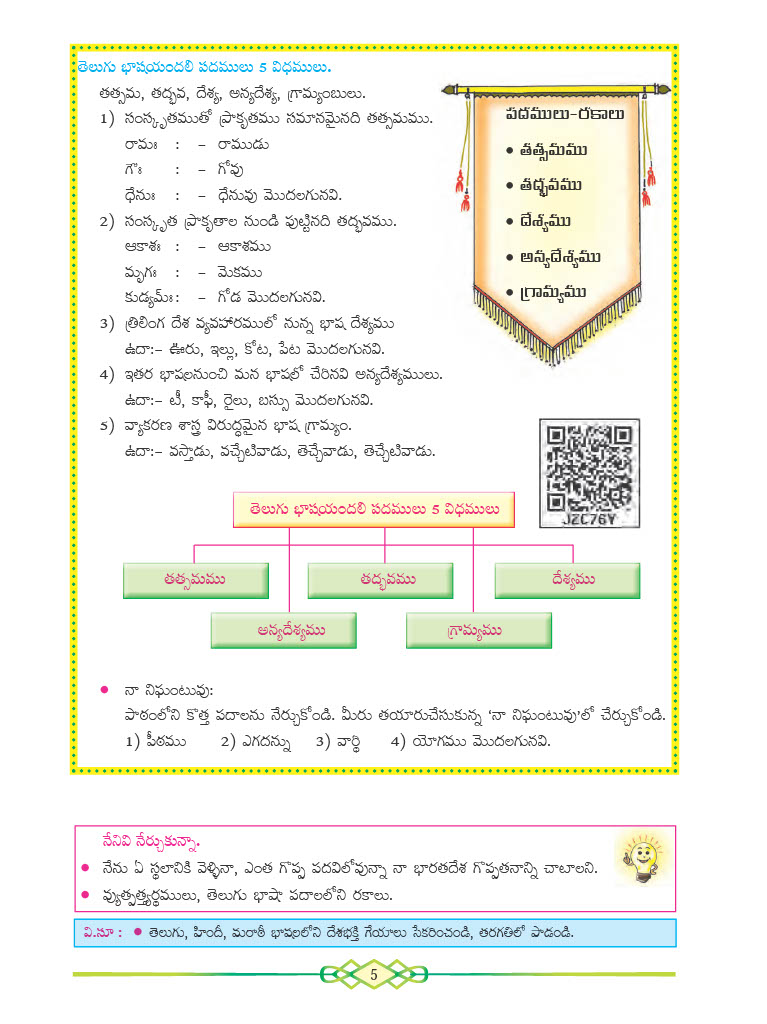 తెలుగు భాషయందలి పదములు 5 విధములు.
తత్సమ, తద్భవ, దేశ్య, అన్యదేశ్య, గ్రామ్యంబులు.
1) సంస్కృతముతో ప్రాకృతము సమానమైనది తత్సమము.
రామః : – రాముడు
గౌః : – గోవు
ధేనుః : – ధేనువు మొదలగునవి.
2) సంస్కృత ప్రాకృతాల నుండి పుట్టినది తద్భవము.
ఆకాశః : – ఆకాశము
మృగః : – మెకము
కుడ్యమ్ః : – గోడ మొదలగునవి.
3) త్రిలింగ దేశ వ్యవహారములో నున్న భాష దేశ్యము
ఉదా:– ఊరు, ఇల్లు, కోట, పేట మొదలగునవి.
4) ఇతర భాషలనుంచి మన భాషలో చేరినవి అన్యదేశ్యములు.
ఉదా:– టీ, కాఫీ, రైలు, బస్సు మొదలగునవి.
5) వ్యాకరణ శాస్త్ర విరుద్ధమైన భాష గ్రామ్యం.
ఉదా:– వస్తాడు, వచ్చేటివాడు, తెచ్చేవాడు, తెచ్చేటివాడు.
పదములు-రకాలు
• తత్సమము
• తద్భవము
• దేశ్యము
• అన్యదేశ్యము
• గ్రామ్యము
JZC76Y
తెలుగు భాషయందలి పదములు 5 విధములు
తత్సమము తద్భవము దేశ్యము
అన్యదేశ్యము గ్రామ్యము
• నా నిఘంటువు:
పాఠంలోని కొత్త పదాలను నేర్చుకోండి. మీరు తయారుచేసుకున్న ‘నా నిఘంటువు’లో చేర్చుకోండి.
1) పీఠము 2) ఎగదన్ను 3) వార్థి 4) యోగము మొదలగునవి.
నేనివి నేర్చుకున్నా.
• నేను ఏ స్థలానికి వెళ్ళినా, ఎంత గొప్ప పదవిలోవున్నా నా భారతదేశ గొప్పతనాన్ని చాటాలని.
• వ్యుత్పత్త్యర్థములు, తెలుగు భాషా పదాలలోని రకాలు.
వి.సూ : • తెలుగు, హిందీ, మరాఠీ భాషలలోని దేశభక్తి గేయాలు సేకరించండి, తరగతిలో పాడండి.
5